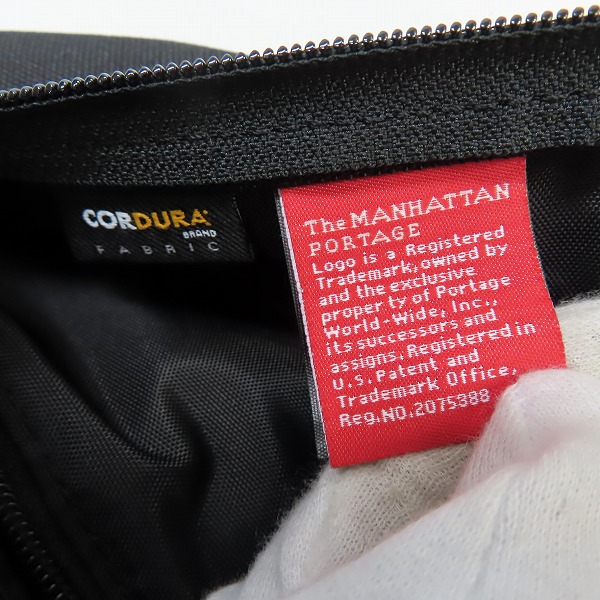 CORDURA
BRAND
FABRIC
The MANHATTAN
PORTAGE
Logo is a Registered
Trademark, owned by
and the exclusive
property of Portage
World-Wide, Inc.,
its successors and
assigns. Registered in
U.S. Patent and
Trademark Office,
Reg.NO.2075388